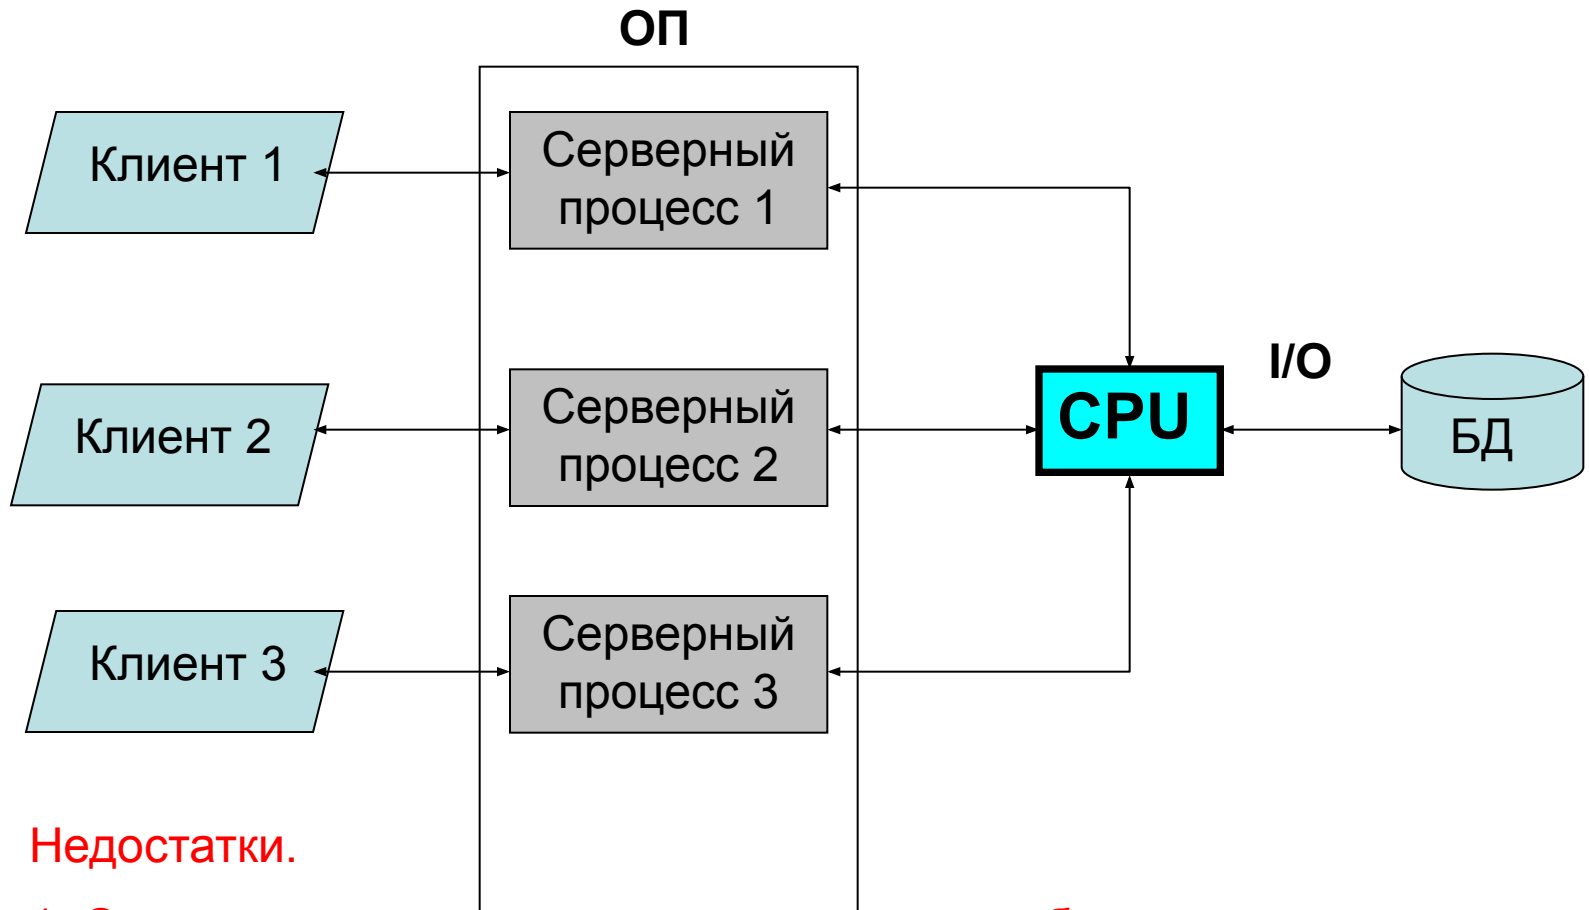 ОП
Клиент 1
Серверный
процесс 1
Клиент 2
Серверный
процесс 2
CPU
I/O
БД
Клиент 3
Серверный
процесс 3
Недостатки.